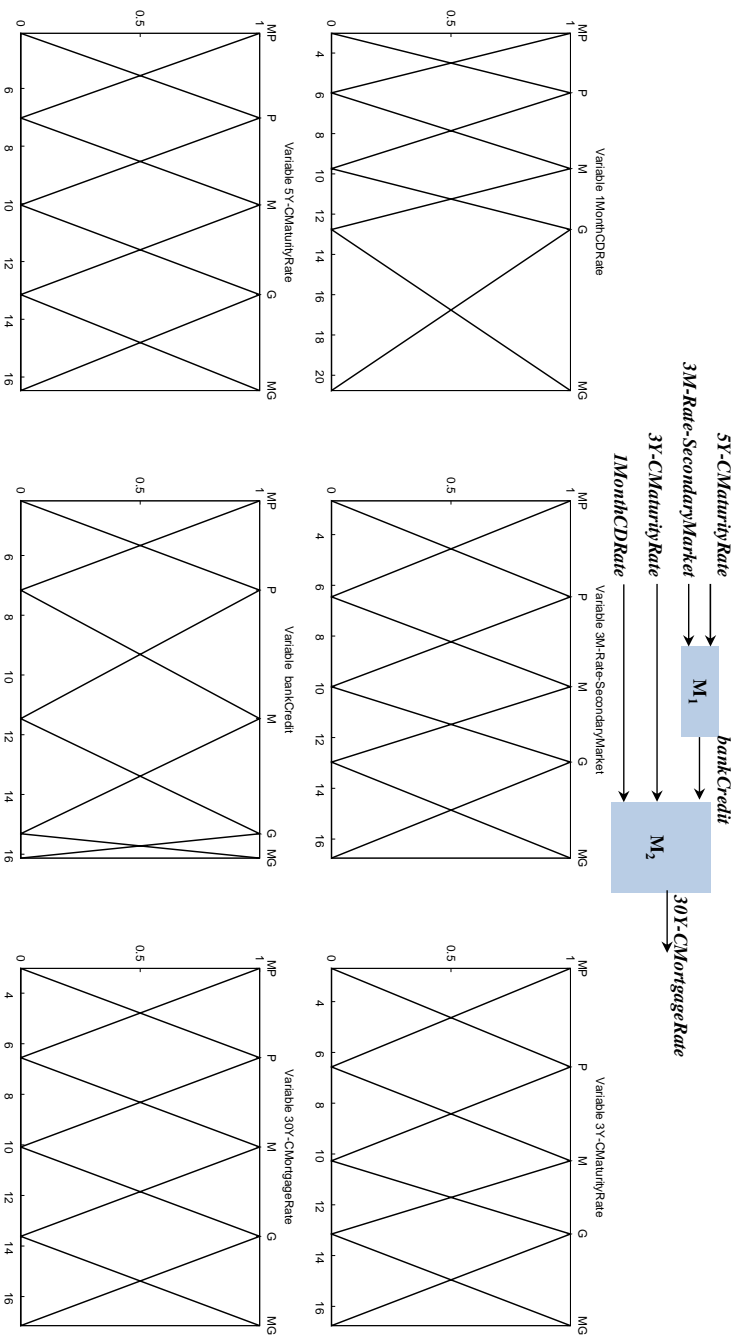 5Y-CMaturityRate
3M-Rate-SecondaryMarket
3Y-CMaturityRate
1MonthCDRate
M1
bankCredit
M2
30Y-CMortgageRate
Variable 1MonthCDRate
MP P M G MG
1
0.5
0
4 6 8 10 12 14 16 18 20
Variable 3M-Rate-SecondaryMarket
MP P M G MG
1
0.5
0
4 6 8 10 12 14 16
Variable 3Y-CMaturityRate
MP P M G MG
1
0.5
0
4 6 8 10 12 14 16
Variable 5Y-CMaturityRate
MP P M G MG
1
0.5
0
6 8 10 12 14 16
Variable bankCredit
MP P M G MG
1
0.5
0
6 8 10 12 14 16
Variable 30Y-CMortgageRate
MP P M G MG
1
0.5
0
4 6 8 10 12 14 16